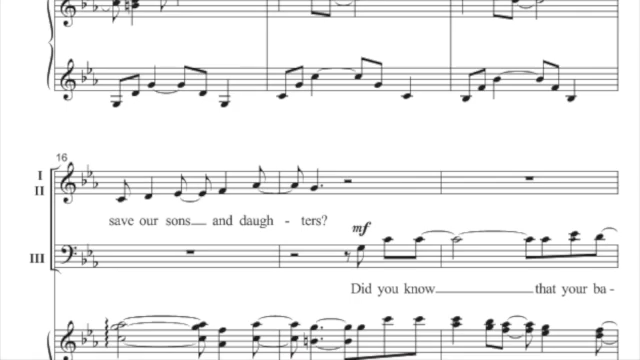 16
I
II
save our sons and daugh - ters?
mf
III
Did you know that your ba -